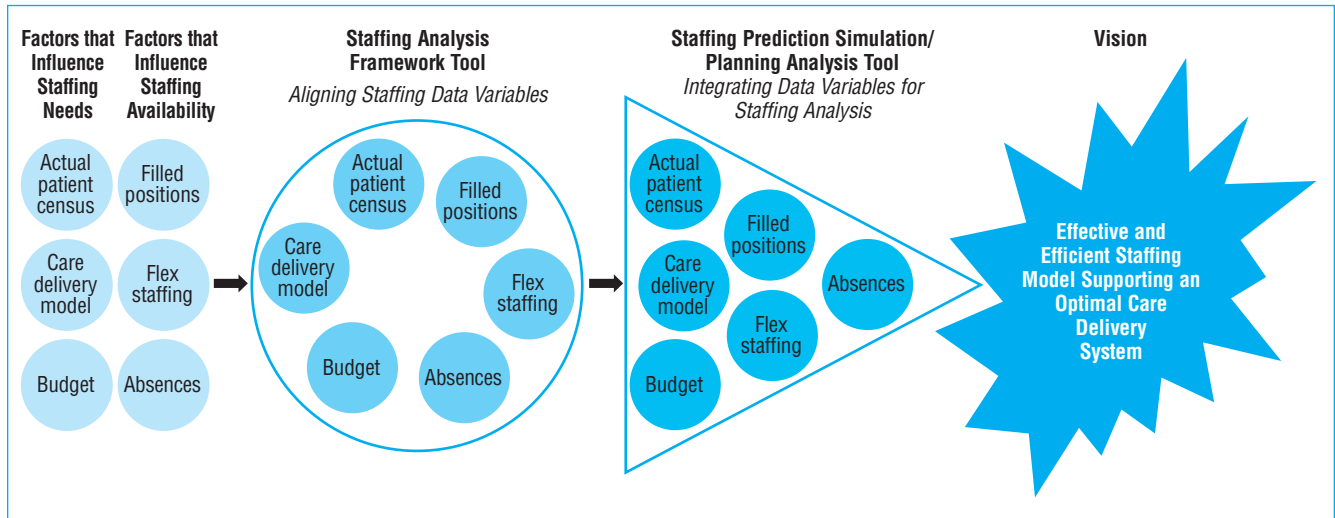 Factors that
Influence
Staffing
Needs
Factors that
Influence
Staffing
Availability
Actual
patient
census
Filled
positions
Care
delivery
model
Flex
staffing
Budget
Absences
Staffing Analysis
Framework Tool
Aligning Staffing Data Variables
Actual
patient
census
Filled
positions
Care
delivery
model
Flex
staffing
Budget
Absences
Staffing Prediction Simulation/
Planning Analysis Tool
Integrating Data Variables for
Staffing Analysis
Actual
patient
census
Filled
positions
Care
delivery
model
Absences
Flex
staffing
Budget
Vision
Effective and
Efficient Staffing
Model Supporting an
Optimal Care
Delivery
System